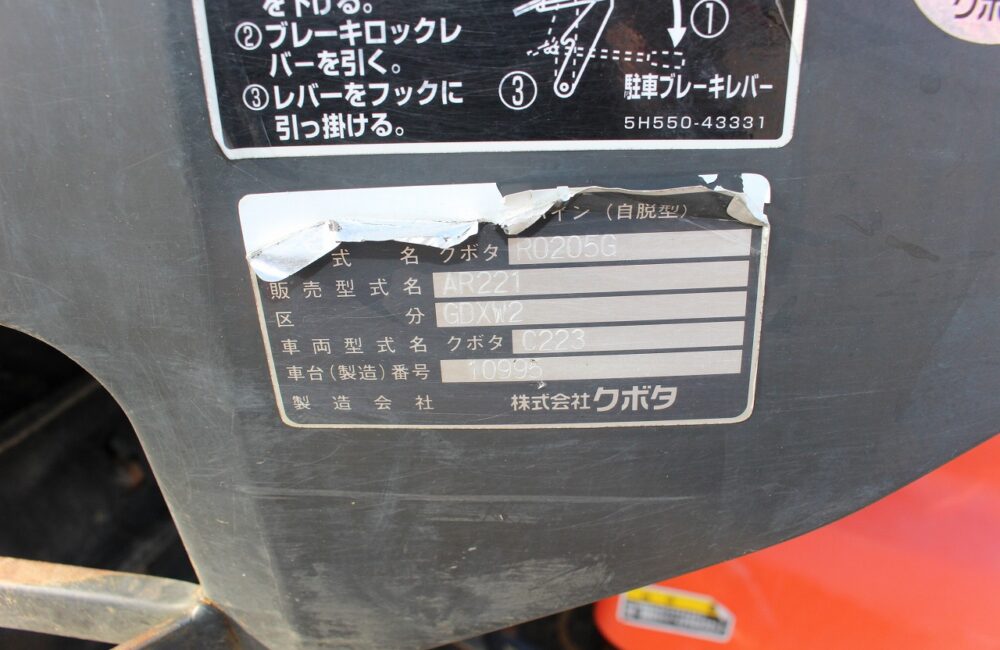 を下げる。
②ブレーキロックレ
バーを引く。
③レバーをフックに
引っ掛ける。
①
③
駐車ブレーキレバー
5H550-43331
クボ
イン（自脱型）
式 名 クボタ RO205G
販売型式名 AR221
区 分 GDXW2
車両型式名 クボタ C223
車台(製造)番号 10995
製造会社 株式会社クボタ